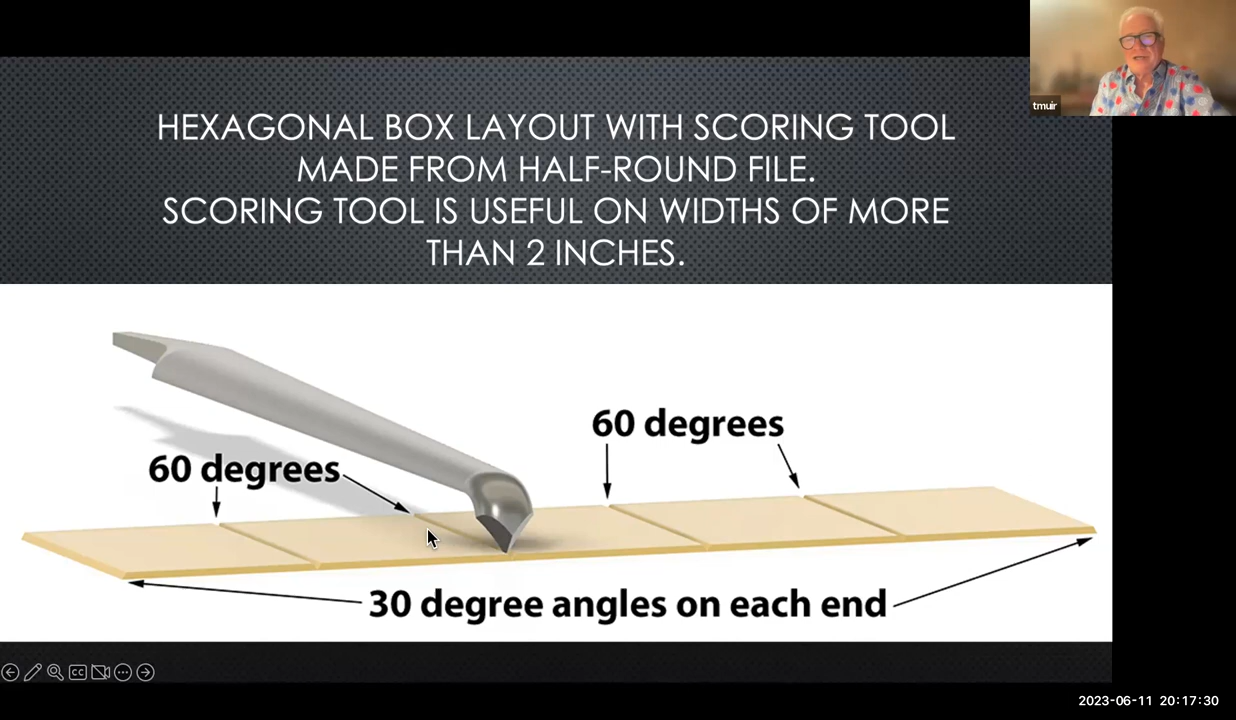 tmuir
HEXAGONAL BOX LAYOUT WITH SCORING TOOL
MADE FROM HALF-ROUND FILE.
SCORING TOOL IS USEFUL ON WIDTHS OF MORE
THAN 2 INCHES.
60 degrees
60 degrees
30 degree angles on each end
CC
2023-06-11 20:17:30